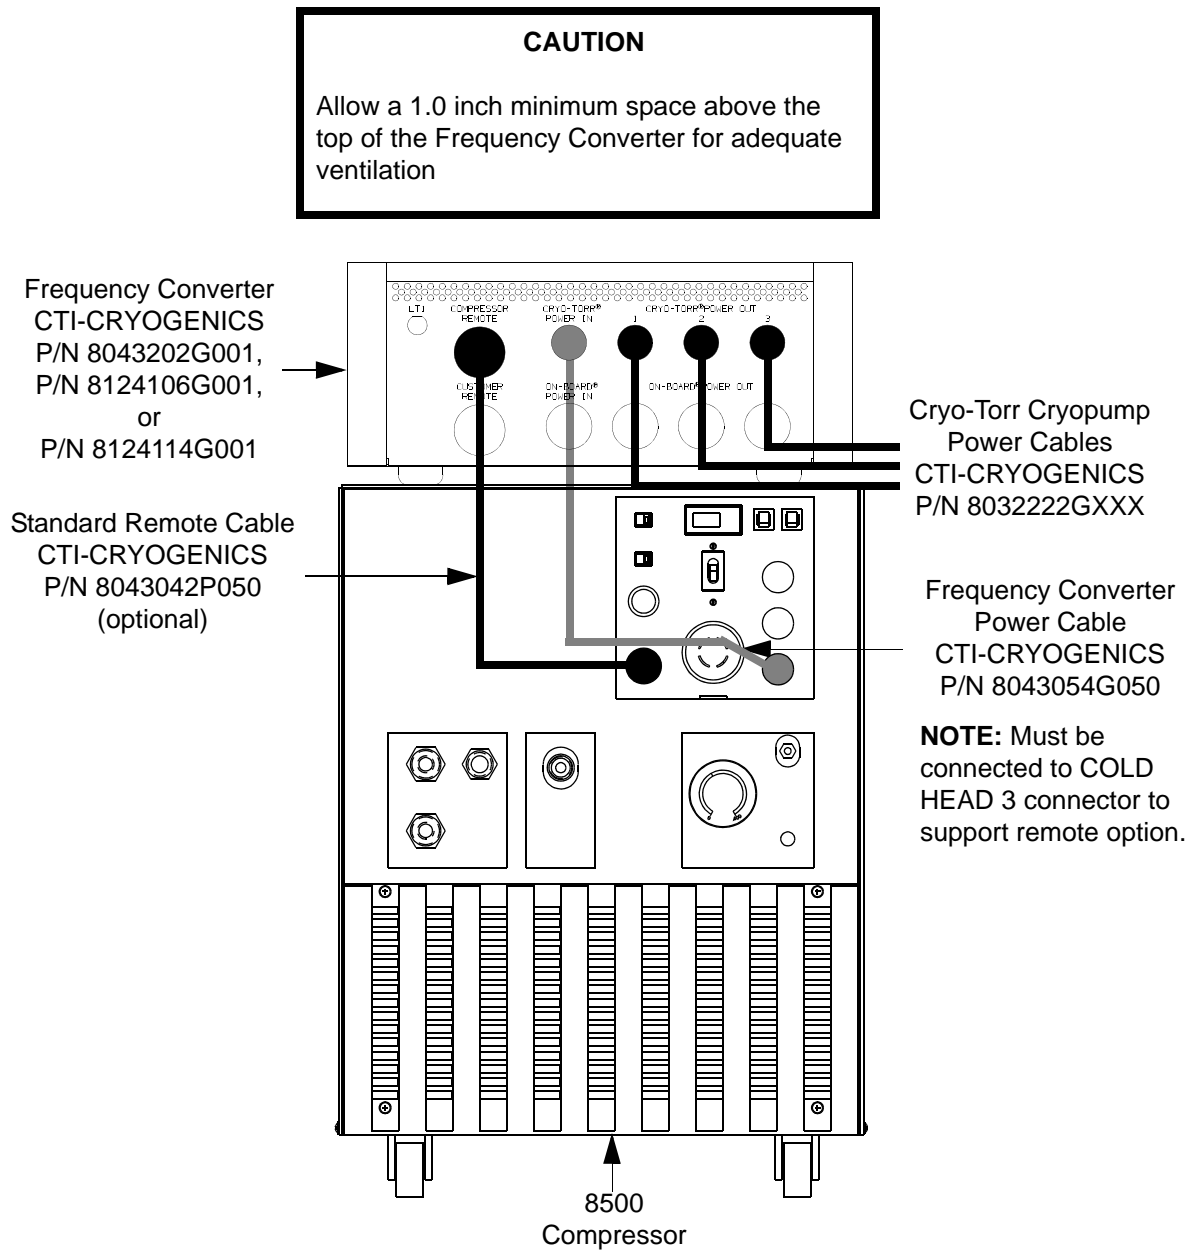 CAUTION
Allow a 1.0 inch minimum space above the
top of the Frequency Converter for adequate
ventilation
Frequency Converter
CTI-CRYOGENICS
P/N 8043202G001,
P/N 8124106G001,
or
P/N 8124114G001
LT1
COMPRESSOR
REMOTE
CRYO-TORR®
POWER IN
CRYO-TORR® POWER OUT
1 2 3
CUSTOMER
REMOTE
ON-BOARD®
POWER IN
ON-BOARD® POWER OUT
Cryo-Torr Cryopump
Power Cables
CTI-CRYOGENICS
P/N 8032222GXXX
Standard Remote Cable
CTI-CRYOGENICS
P/N 8043042P050
(optional)
Frequency Converter
Power Cable
CTI-CRYOGENICS
P/N 8043054G050
NOTE: Must be
connected to COLD
HEAD 3 connector to
support remote option.
8500
Compressor